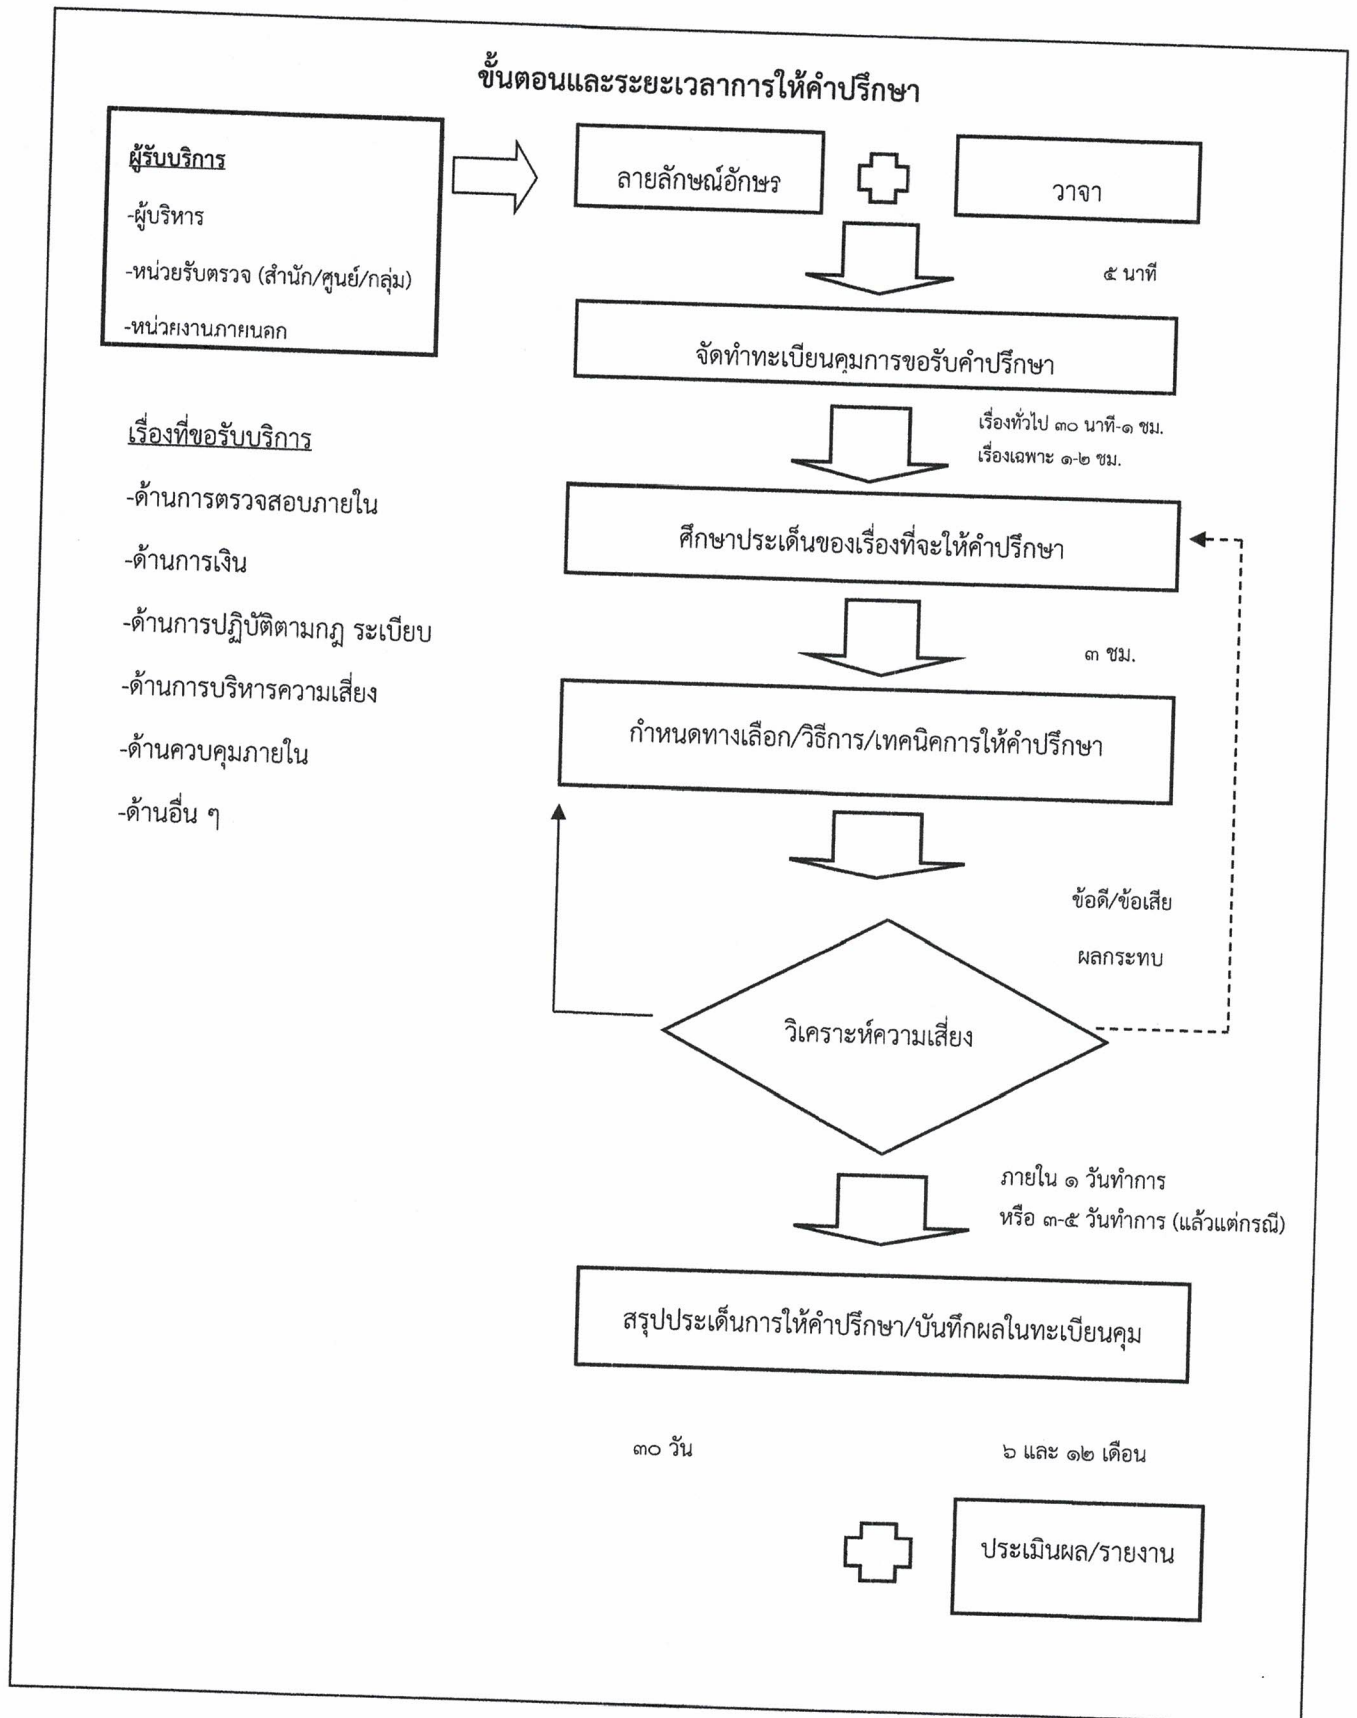 ขั้นตอนและระยะเวลาการให้คำปรึกษา
ผู้รับบริการ
-ผู้บริหาร
-หน่วยรับตรวจ (สำนัก/ศูนย์/กลุ่ม)
-หน่วยงานภายนอก
ลายลักษณ์อักษร
วาจา
๕ นาที
จัดทำทะเบียนคุมการขอรับคำปรึกษา
เรื่องทั่วไป ๓๐ นาที-๑ ชม.
เรื่องเฉพาะ ๑-๒ ชม.
เรื่องที่ขอรับบริการ
-ด้านการตรวจสอบภายใน
-ด้านการเงิน
-ด้านการปฏิบัติตามกฎ ระเบียบ
-ด้านการบริหารความเสี่ยง
-ด้านควบคุมภายใน
-ด้านอื่น ๆ
ศึกษาประเด็นของเรื่องที่จะให้คำปรึกษา
๓ ชม.
กำหนดทางเลือก/วิธีการ/เทคนิคการให้คำปรึกษา
ข้อดี/ข้อเสีย
ผลกระทบ
วิเคราะห์ความเสี่ยง
ภายใน ๑ วันทำการ
หรือ ๓-๕ วันทำการ (แล้วแต่กรณี)
สรุปประเด็นการให้คำปรึกษา/บันทึกผลในทะเบียนคุม
๓๐ วัน
๖ และ ๑๒ เดือน
ประเมินผล/รายงาน